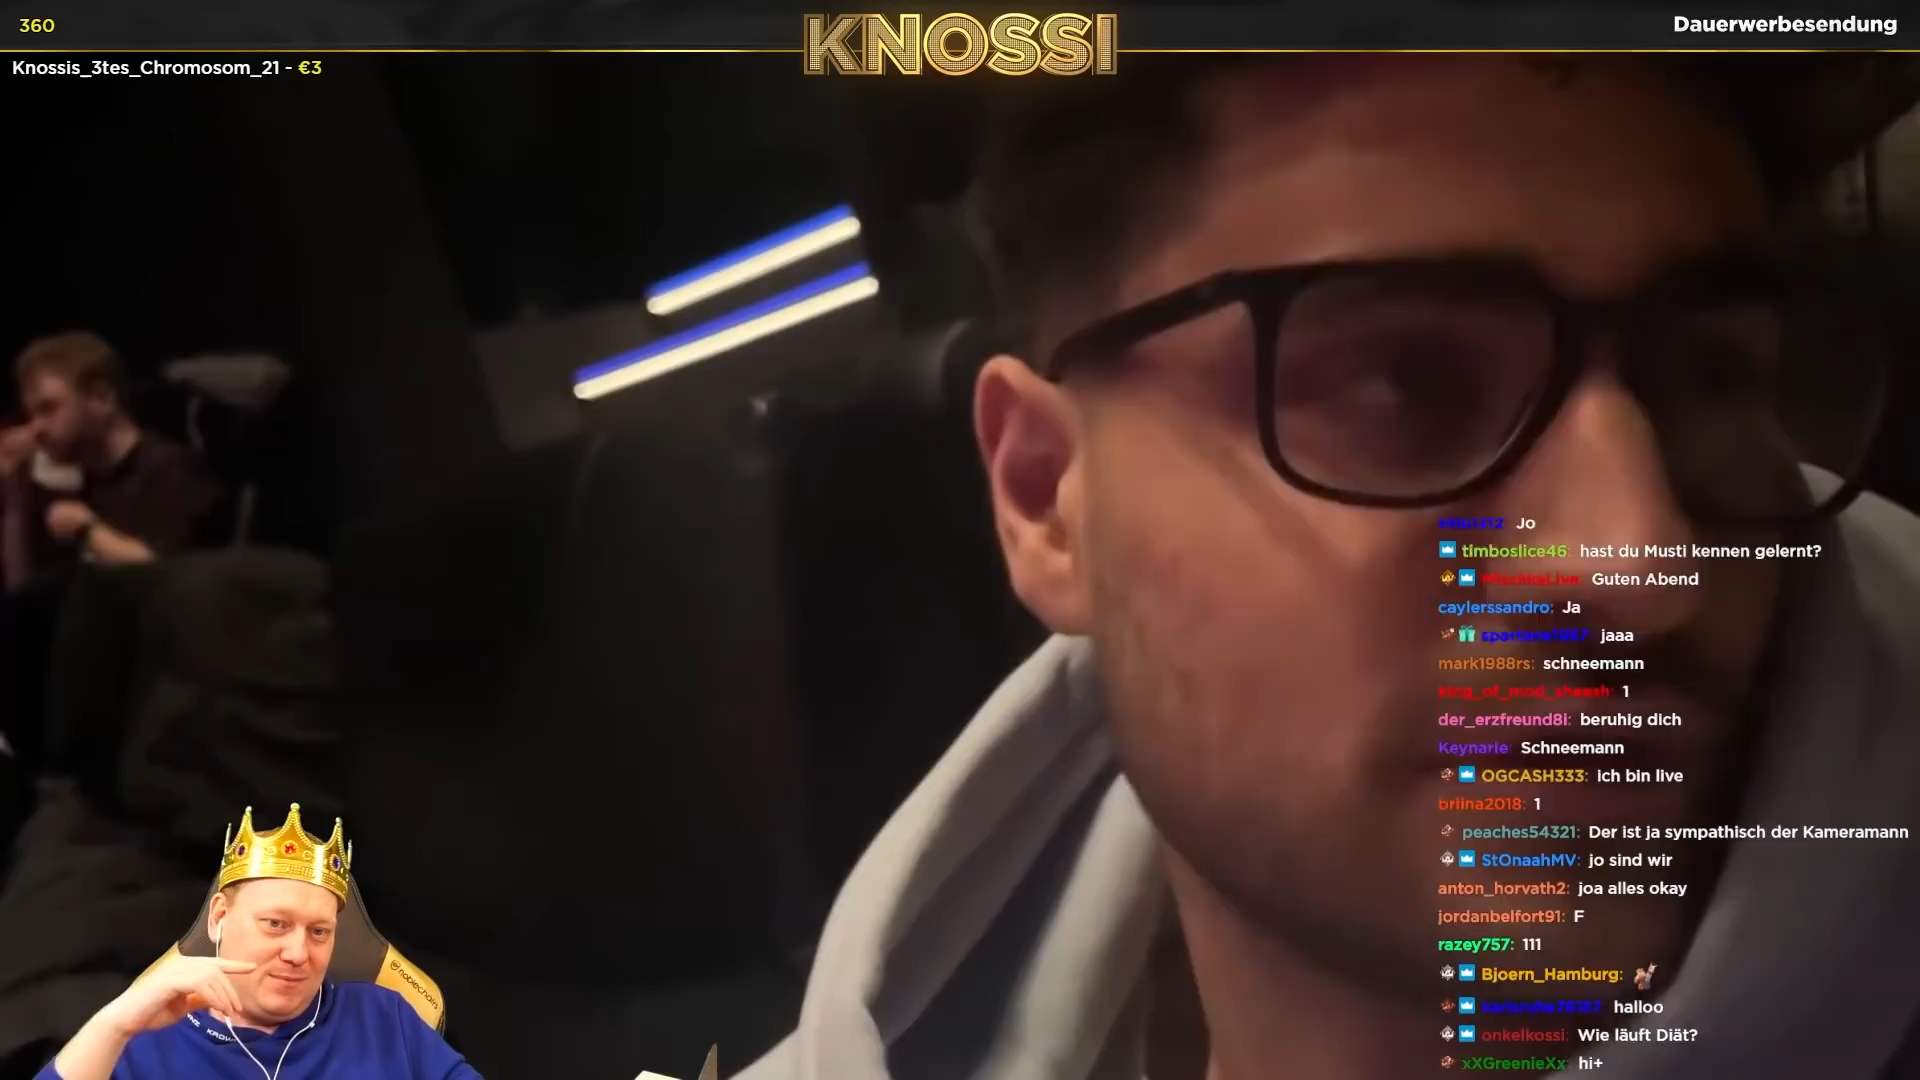 360
KNOSSI
Dauerwerbesendung
Knossis_3tes_Chromosom_21 - €3
Jo
timboslice46: hast du Musti kennen gelernt?
Guten Abend
caylerssandro: Ja
jaaa
mark1988rs: schneemann
king_of_mod_sheesh: 1
der_erzfreund8l: beruhig dich
Keynarie: Schneemann
OGCASH333: ich bin live
briina2018: 1
peaches54321: Der ist ja sympathisch der Kameramann
StOnaahMV: jo sind wir
anton_horvath2: joa alles okay
jordanbelfort91: F
razey757: 111
Bjoern_Hamburg:
halloo
onkelkossi: Wie läuft Diät?
xXGreenieXx: hi+
noblechairs